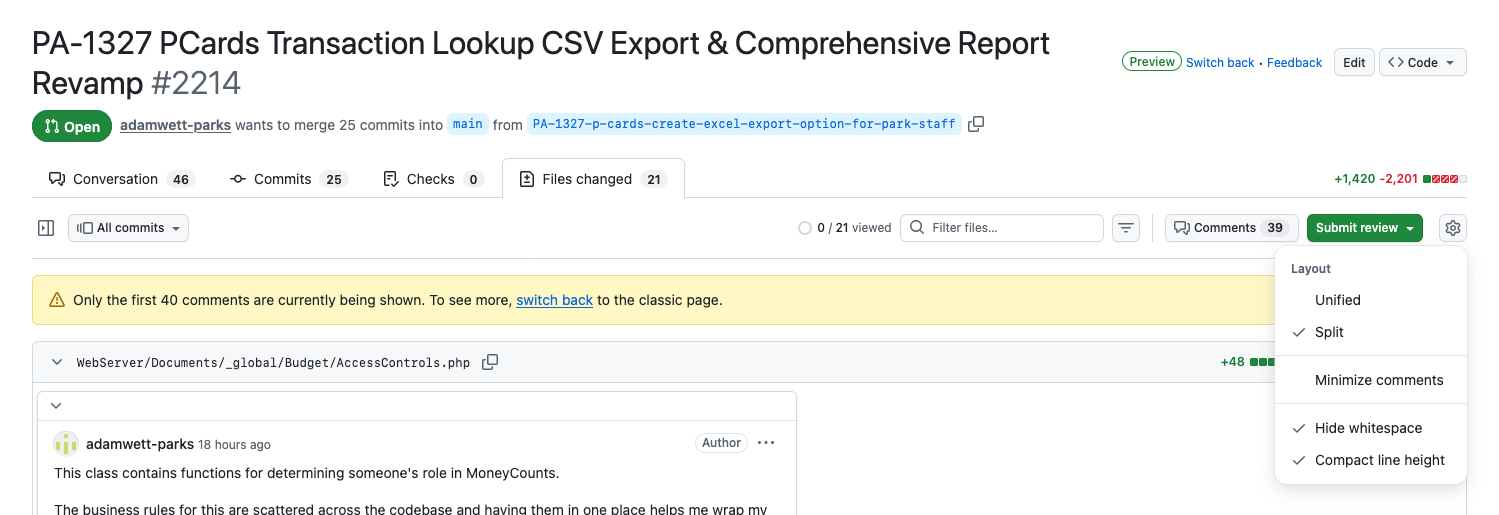 PA-1327 PCards Transaction Lookup CSV Export & Comprehensive Report
Revamp #2214
Preview Switch back · Feedback Edit Code
Open adamwett-parks wants to merge 25 commits into main from PA-1327-p-cards-create-excel-export-option-for-park-staff
Conversation 46 Commits 25 Checks 0 Files changed 21
+1,420 -2,201
All commits 0 / 21 viewed Filter files... Comments 39 Submit review
Layout
Unified
Split
Minimize comments
Hide whitespace
Compact line height
Only the first 40 comments are currently being shown. To see more, switch back to the classic page.
WebServer/Documents/_global/Budget/AccessControls.php +48
adamwett-parks 18 hours ago Author
This class contains functions for determining someone's role in MoneyCounts.
The business rules for this are scattered across the codebase and having them in one place helps me wrap my